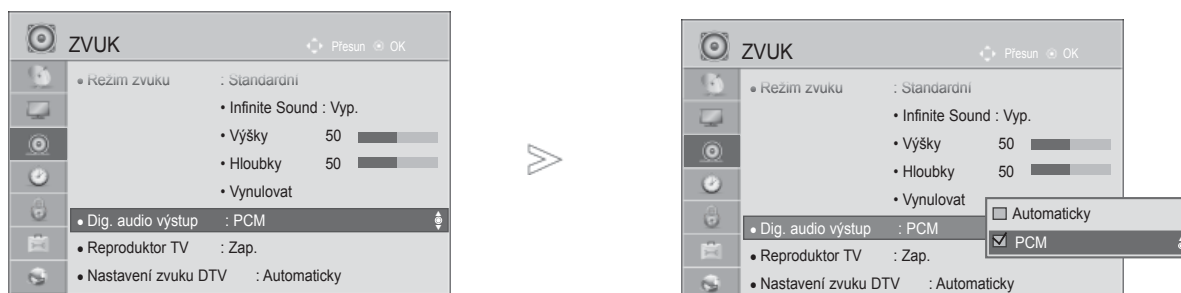 ZVUK
Přesun OK
Režim zvuku : Standardní
• Infinite Sound : Vyp.
• Výšky 50
• Hloubky 50
• Vynulovat
• Dig. audio výstup : PCM
• Reproduktor TV : Zap.
• Nastavení zvuku DTV : Automaticky
ZVUK
Přesun OK
• Režim zvuku : Standardní
• Infinite Sound : Vyp.
• Výšky 50
• Hloubky 50
• Vynulovat
• Dig. audio výstup : PCM
• Reproduktor TV : Zap.
• Nastavení zvuku DTV : Automaticky
Automaticky
PCM